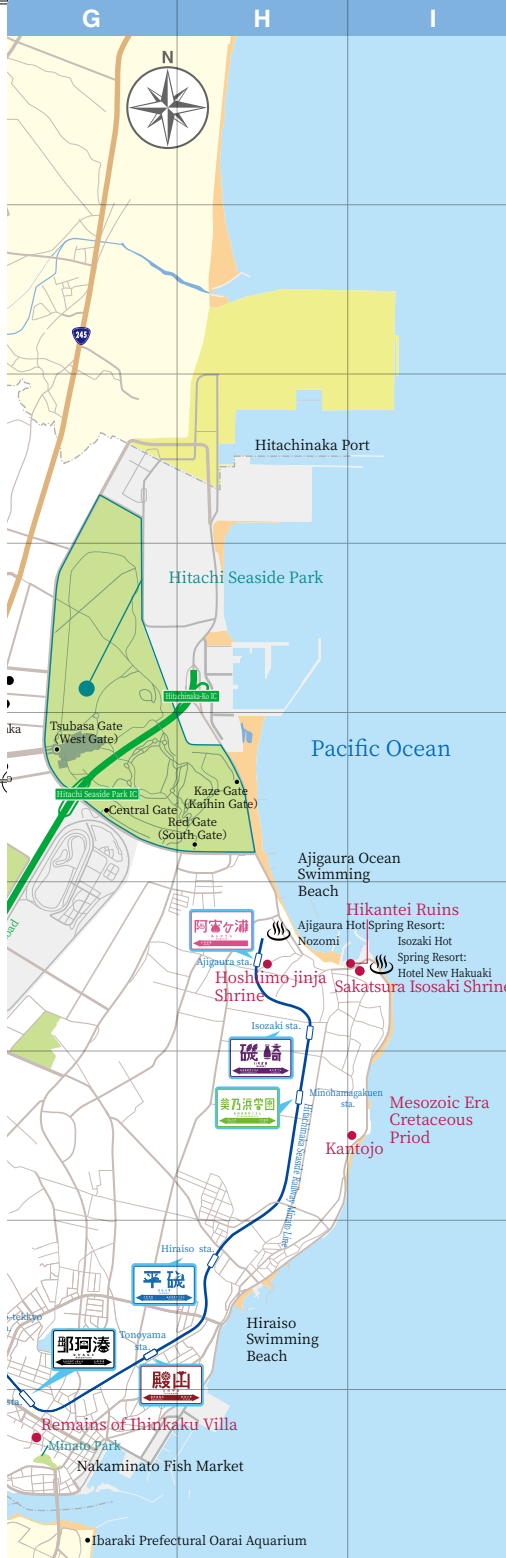 G
H
I
N
245
Hitachinaka Port
Hitachi Seaside Park
Hitachinaka-Ko IC
aka
Tsubasa Gate
(West Gate)
Pacific Ocean
Hitachi Seaside Park IC
Kaze Gate
(Kaihin Gate)
Central Gate
Red Gate
(South Gate)
oad
Ajigaura Ocean
Swimming
Beach
Hikantei Ruins
阿字ヶ浦
Ajigaura Hot Spring Resort:
Nozomi
Isozaki Hot
Spring Resort:
Hotel New Hakuaki
Ajigaura sta.
Hoshiimo jinja
Shrine
Sakatsura Isosaki Shrine
Isozaki sta.
磯崎
美乃浜学園
Minohamagakuen
sta.
Mesozoic Era
Cretaceous
Priod
Kantojo
Hitachinaka Seaside Railway Minato Line
Hiraiso sta.
平磯
Hiraiso
Swimming
Beach
-tekkyo
那珂湊
Tonoyama
sta.
殿山
sta.
Remains of Ihinkaku Villa
Minato Park
Nakaminato Fish Market
Ibaraki Prefectural Oarai Aquarium